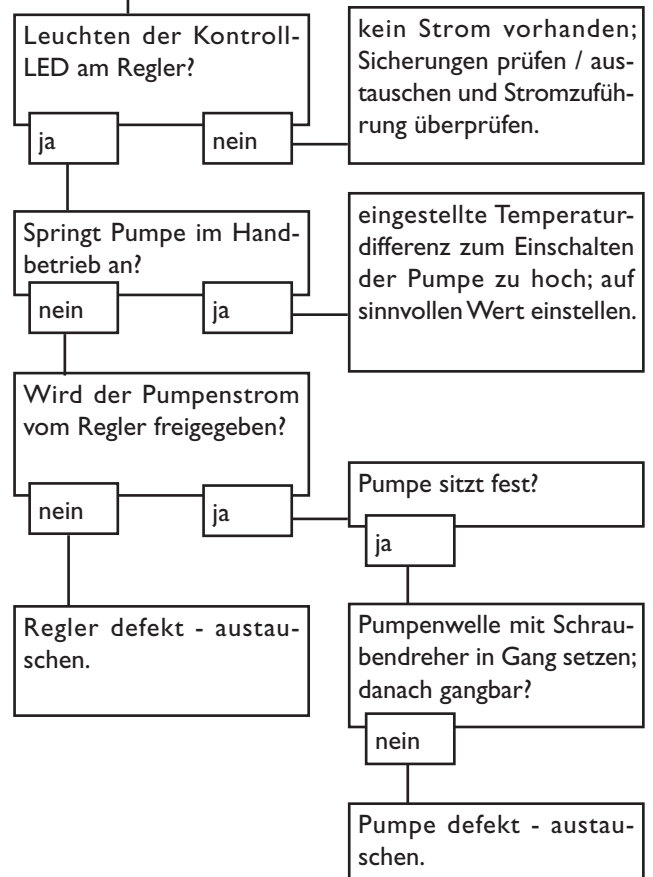 Leuchten der Kontroll-
LED am Regler?
ja
nein
kein Strom vorhanden;
Sicherungen prüfen / aus-
tauschen und Stromzufüh-
rung überprüfen.
Springt Pumpe im Hand-
betrieb an?
nein
ja
eingestellte Temperatur-
differenz zum Einschalten
der Pumpe zu hoch; auf
sinnvollen Wert einstellen.
Wird der Pumpenstrom
vom Regler freigegeben?
nein
ja
Pumpe sitzt fest?
ja
Regler defekt - austau-
schen.
Pumpenwelle mit Schrau-
bendreher in Gang setzen;
danach gangbar?
nein
Pumpe defekt - austau-
schen.